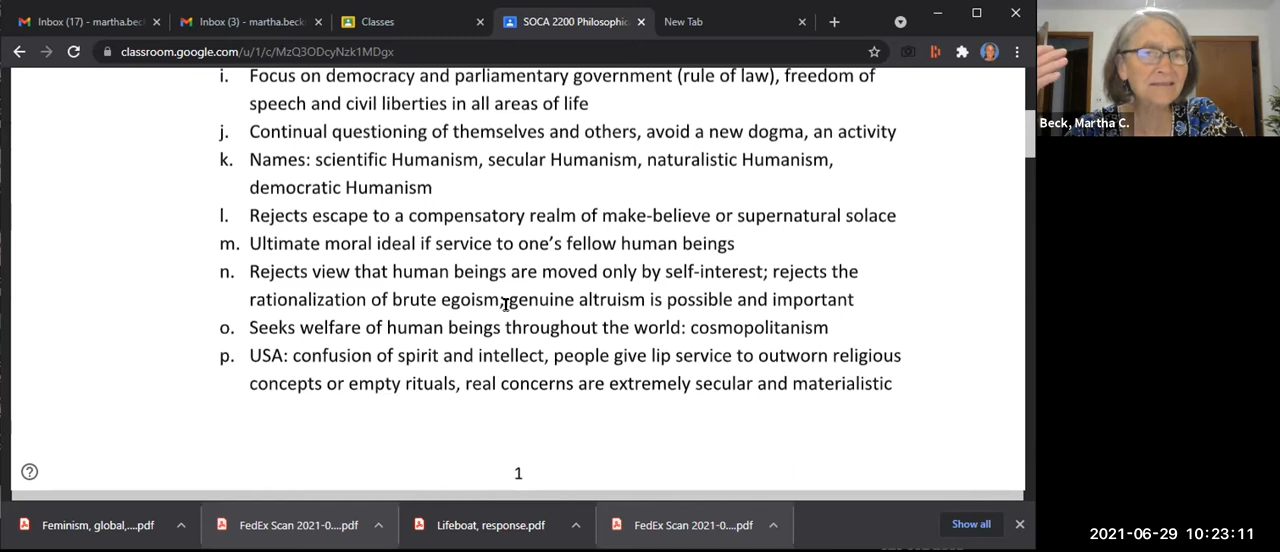 Inbox (17) - martha.beck
Inbox (3) - martha.beck
Classes
SOCA 2200 Philosophic
New Tab
classroom.google.com/u/1/c/MzQ3ODcyNzk1MDgx
i. Focus on democracy and parliamentary government (rule of law), freedom of
speech and civil liberties in all areas of life
j. Continual questioning of themselves and others, avoid a new dogma, an activity
k. Names: scientific Humanism, secular Humanism, naturalistic Humanism,
democratic Humanism
l. Rejects escape to a compensatory realm of make-believe or supernatural solace
m. Ultimate moral ideal if service to one's fellow human beings
n. Rejects view that human beings are moved only by self-interest; rejects the
rationalization of brute egoism, genuine altruism is possible and important
o. Seeks welfare of human beings throughout the world: cosmopolitanism
p. USA: confusion of spirit and intellect, people give lip service to outworn religious
concepts or empty rituals, real concerns are extremely secular and materialistic
1
Feminism, global,....pdf
FedEx Scan 2021-0....pdf
Lifeboat, response.pdf
FedEx Scan 2021-0....pdf
Show all
Beck, Martha C.
2021-06-29 10:23:11